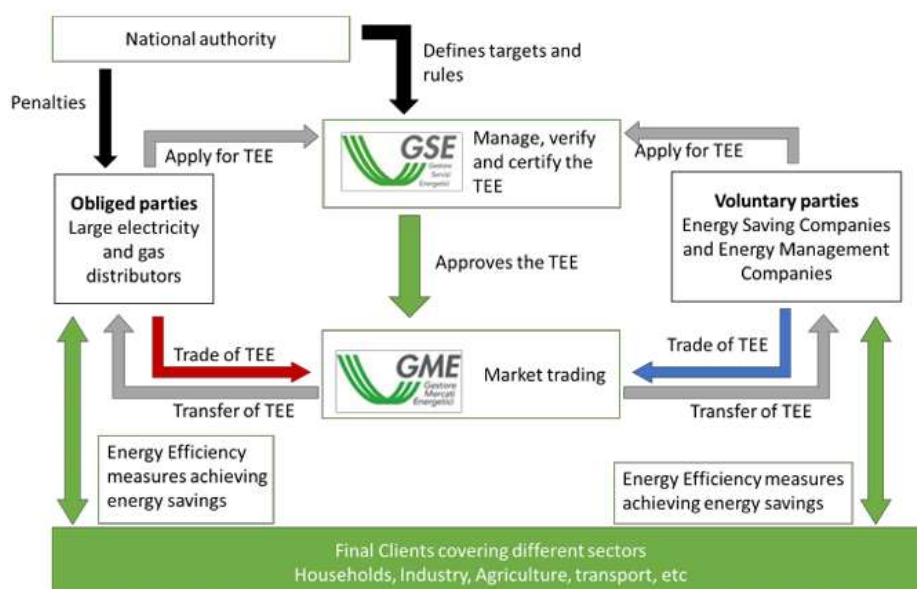 National authority
Defines targets and
rules
Penalties
Apply for TEE
GSE
Gestore
Servizi
Energetici
Manage, verify
and certify the
TEE
Apply for TEE
Obliged parties
Large electricity
and gas
distributors
Voluntary parties
Energy Saving Companies
and Energy Management
Companies
Approves the TEE
Trade of TEE
GME
Gestore
Mercati
Energetici
Market trading
Trade of TEE
Transfer of TEE
Transfer of TEE
Energy Efficiency
measures achieving
energy savings
Energy Efficiency measures
achieving energy savings
Final Clients covering different sectors
Households, Industry, Agriculture, transport, etc